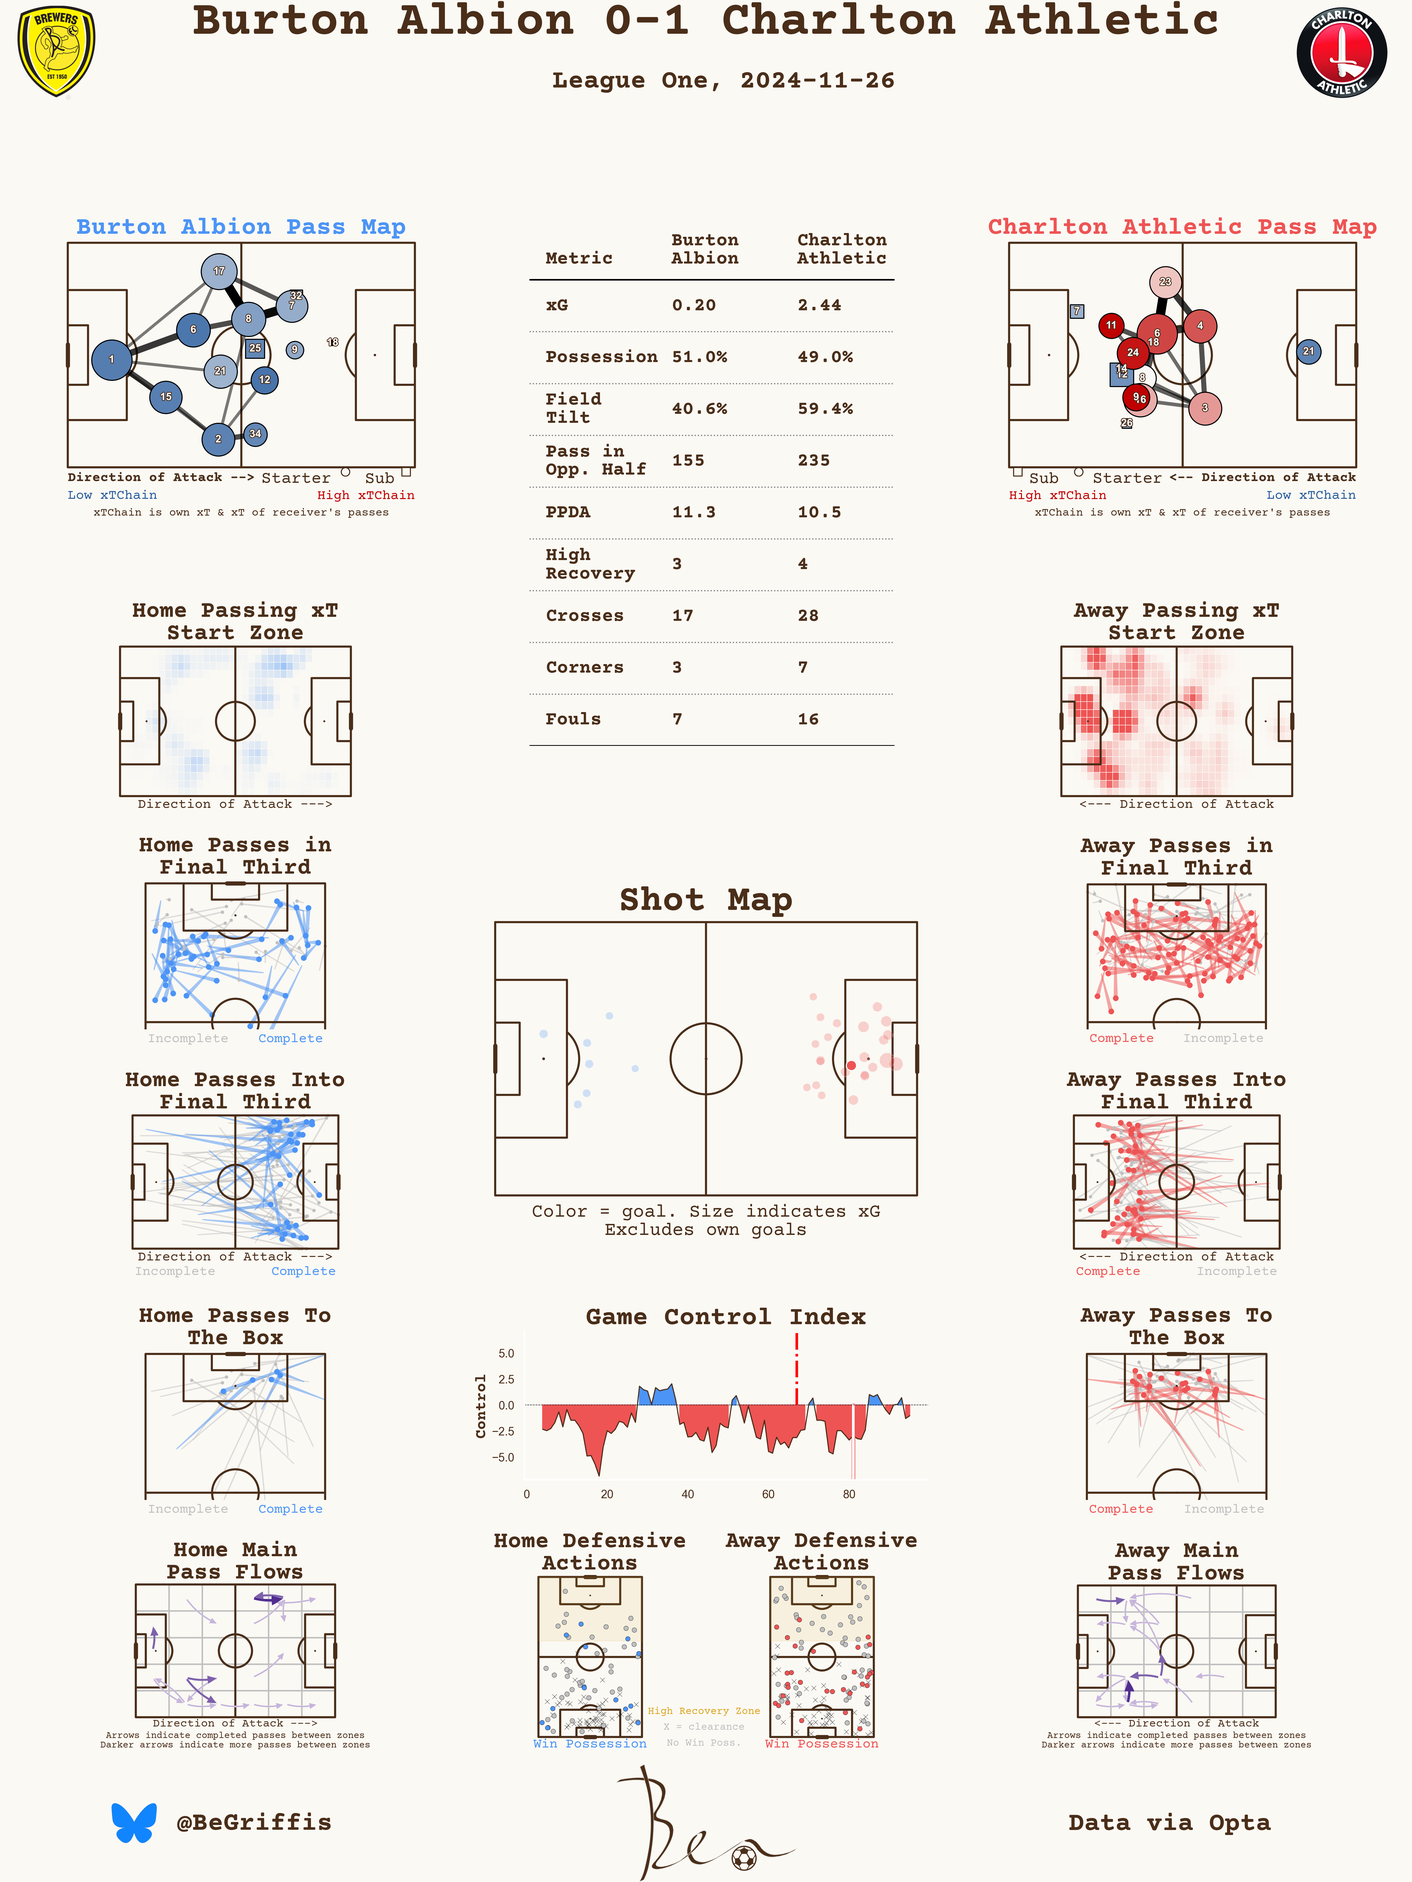 Burton Albion 0-1 Charlton Athletic
BREWERS
EST 1950
CHARLTON
ATHLETIC
League One, 2024-11-26
Burton Albion Pass Map
17
32
7
8
6
1
25
9
18
21
12
15
2
34
Direction of Attack --> Starter Sub
Low xTChain High xTChain
xTChain is own xT & xT of receiver's passes
Metric Burton Albion Charlton Athletic
xG 0.20 2.44
Possession 51.0% 49.0%
Field Tilt 40.6% 59.4%
Pass in Opp. Half 155 235
PPDA 11.3 10.5
High Recovery 3 4
Crosses 17 28
Corners 3 7
Fouls 7 16
Charlton Athletic Pass Map
23
7
11
6
4
18
24
21
14
12
8
9
16
3
26
Sub Starter <-- Direction of Attack
High xTChain Low xTChain
xTChain is own xT & xT of receiver's passes
Home Passing xT
Start Zone
Direction of Attack --->
Away Passing xT
Start Zone
<--- Direction of Attack
Home Passes in
Final Third
Incomplete Complete
Away Passes in
Final Third
Complete Incomplete
Shot Map
Color = goal. Size indicates xG
Excludes own goals
Home Passes Into
Final Third
Direction of Attack --->
Incomplete Complete
Away Passes Into
Final Third
<--- Direction of Attack
Complete Incomplete
Home Passes To
The Box
Incomplete Complete
Game Control Index
Control
5.0
2.5
0.0
−2.5
−5.0
0 20 40 60 80
Away Passes To
The Box
Complete Incomplete
Home Main
Pass Flows
Direction of Attack --->
Arrows indicate completed passes between zones
Darker arrows indicate more passes between zones
Home Defensive
Actions
Win Possession
Away Defensive
Actions
Win Possession
High Recovery Zone
X = clearance
No Win Poss.
Away Main
Pass Flows
<--- Direction of Attack
Arrows indicate completed passes between zones
Darker arrows indicate more passes between zones
@BeGriffis
Ben
Data via Opta